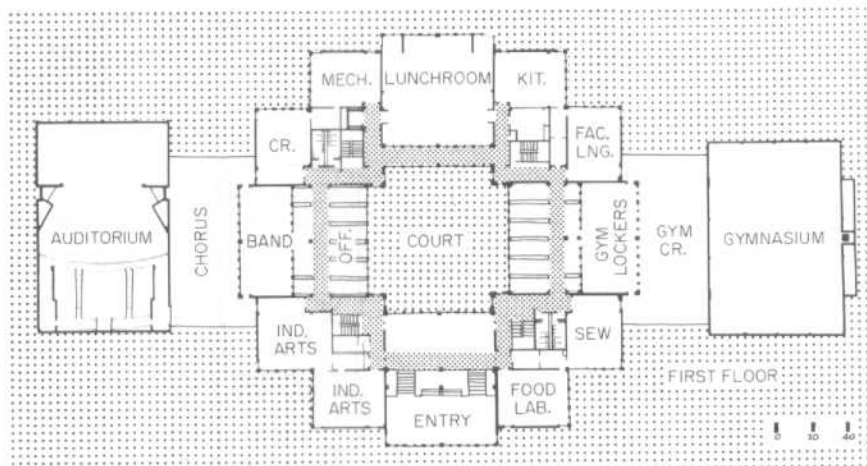 MECH.
LUNCHROOM
KIT.
CR.
FAC.
LNG.
AUDITORIUM
CHORUS
BAND
OFF.
COURT
GYM
LOCKERS
GYM
CR.
GYMNASIUM
IND.
ARTS
SEW
IND.
ARTS
ENTRY
FOOD
LAB.
FIRST FLOOR
0
40